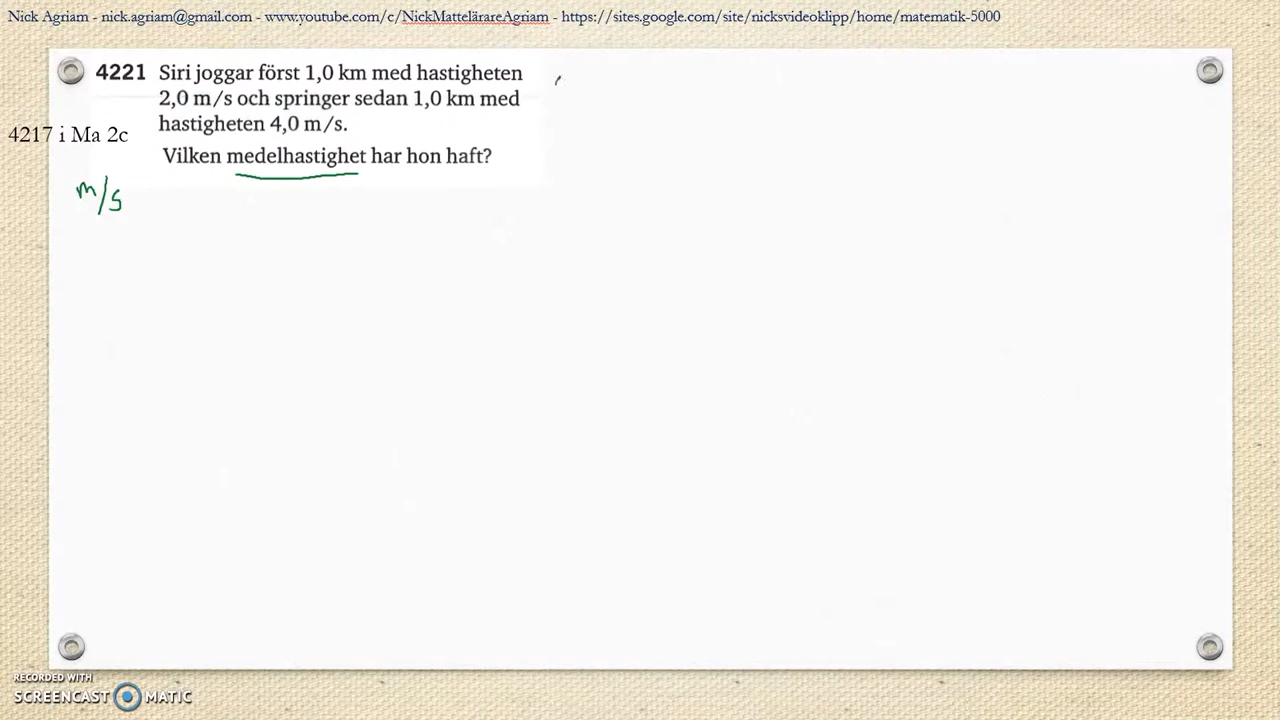 Nick Agriam - nick.agriam@gmail.com - www.youtube.com/c/NickMattelärareAgriam - https://sites.google.com/site/nicksvideoklipp/home/matematik-5000
4221 Siri joggar först 1,0 km med hastigheten
2,0 m/s och springer sedan 1,0 km med
hastigheten 4,0 m/s.
4217 i Ma 2c
Vilken medelhastighet har hon haft?
m/s
RECORDED WITH
SCREENCAST MATIC